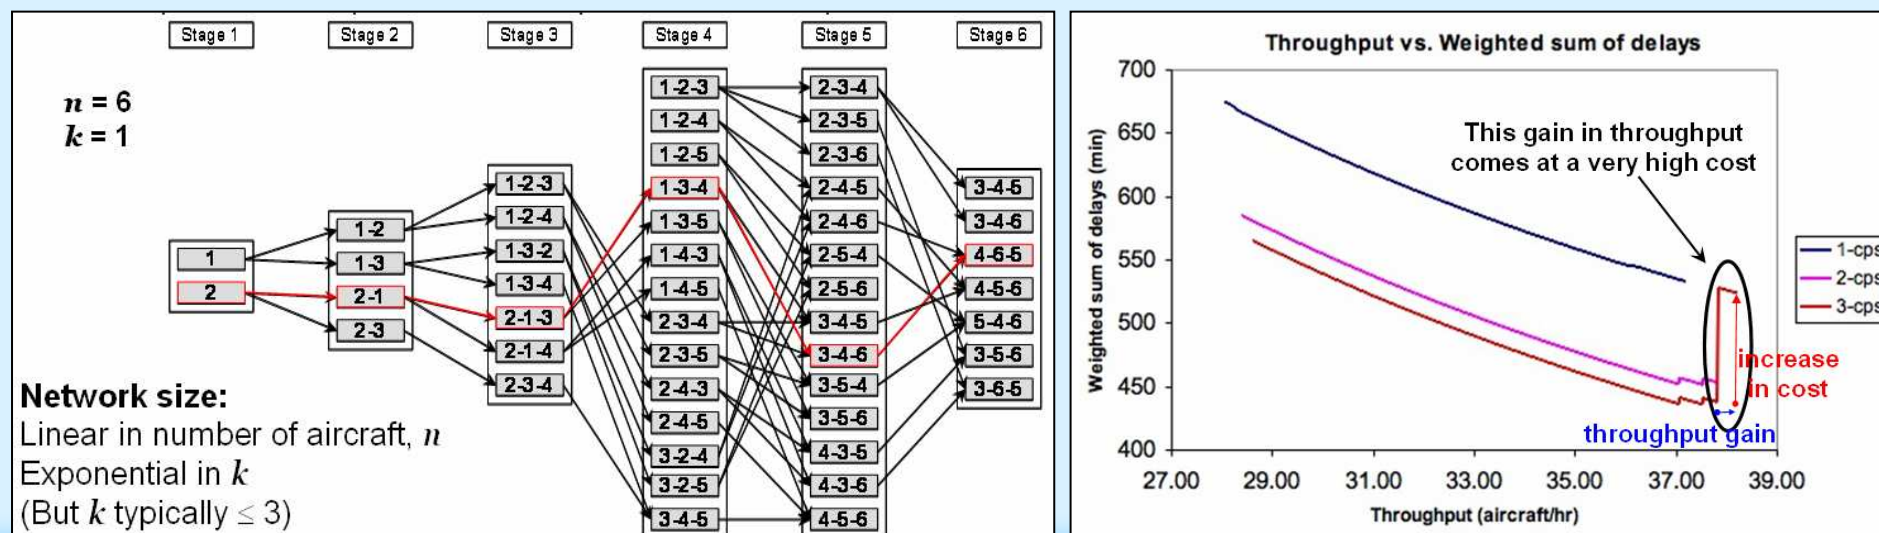 Stage 1
Stage 2
Stage 3
Stage 4
Stage 5
Stage 6
n = 6
k = 1
1
2
1-2
1-3
2-1
2-3
1-2-3
1-2-4
1-3-2
1-3-4
2-1-3
2-1-4
2-3-4
1-2-3
1-2-4
1-2-5
1-3-4
1-3-5
1-4-3
1-4-5
2-3-4
2-3-5
2-4-3
2-4-5
3-2-4
3-2-5
3-4-5
2-3-4
2-3-5
2-3-6
2-4-5
2-4-6
2-5-4
2-5-6
3-4-5
3-4-6
3-5-4
3-5-6
4-3-5
4-3-6
4-5-6
3-4-5
3-4-6
4-6-5
4-5-6
5-4-6
3-5-6
3-6-5
Network size:
Linear in number of aircraft, n
Exponential in k
(But k typically ≤ 3)
Throughput vs. Weighted sum of delays
Weighted sum of delays (min)
700
650
600
550
500
450
400
27.00 29.00 31.00 33.00 35.00 37.00 39.00
Throughput (aircraft/hr)
This gain in throughput
comes at a very high cost
increase
in cost
throughput gain
1-cps
2-cps
3-cps